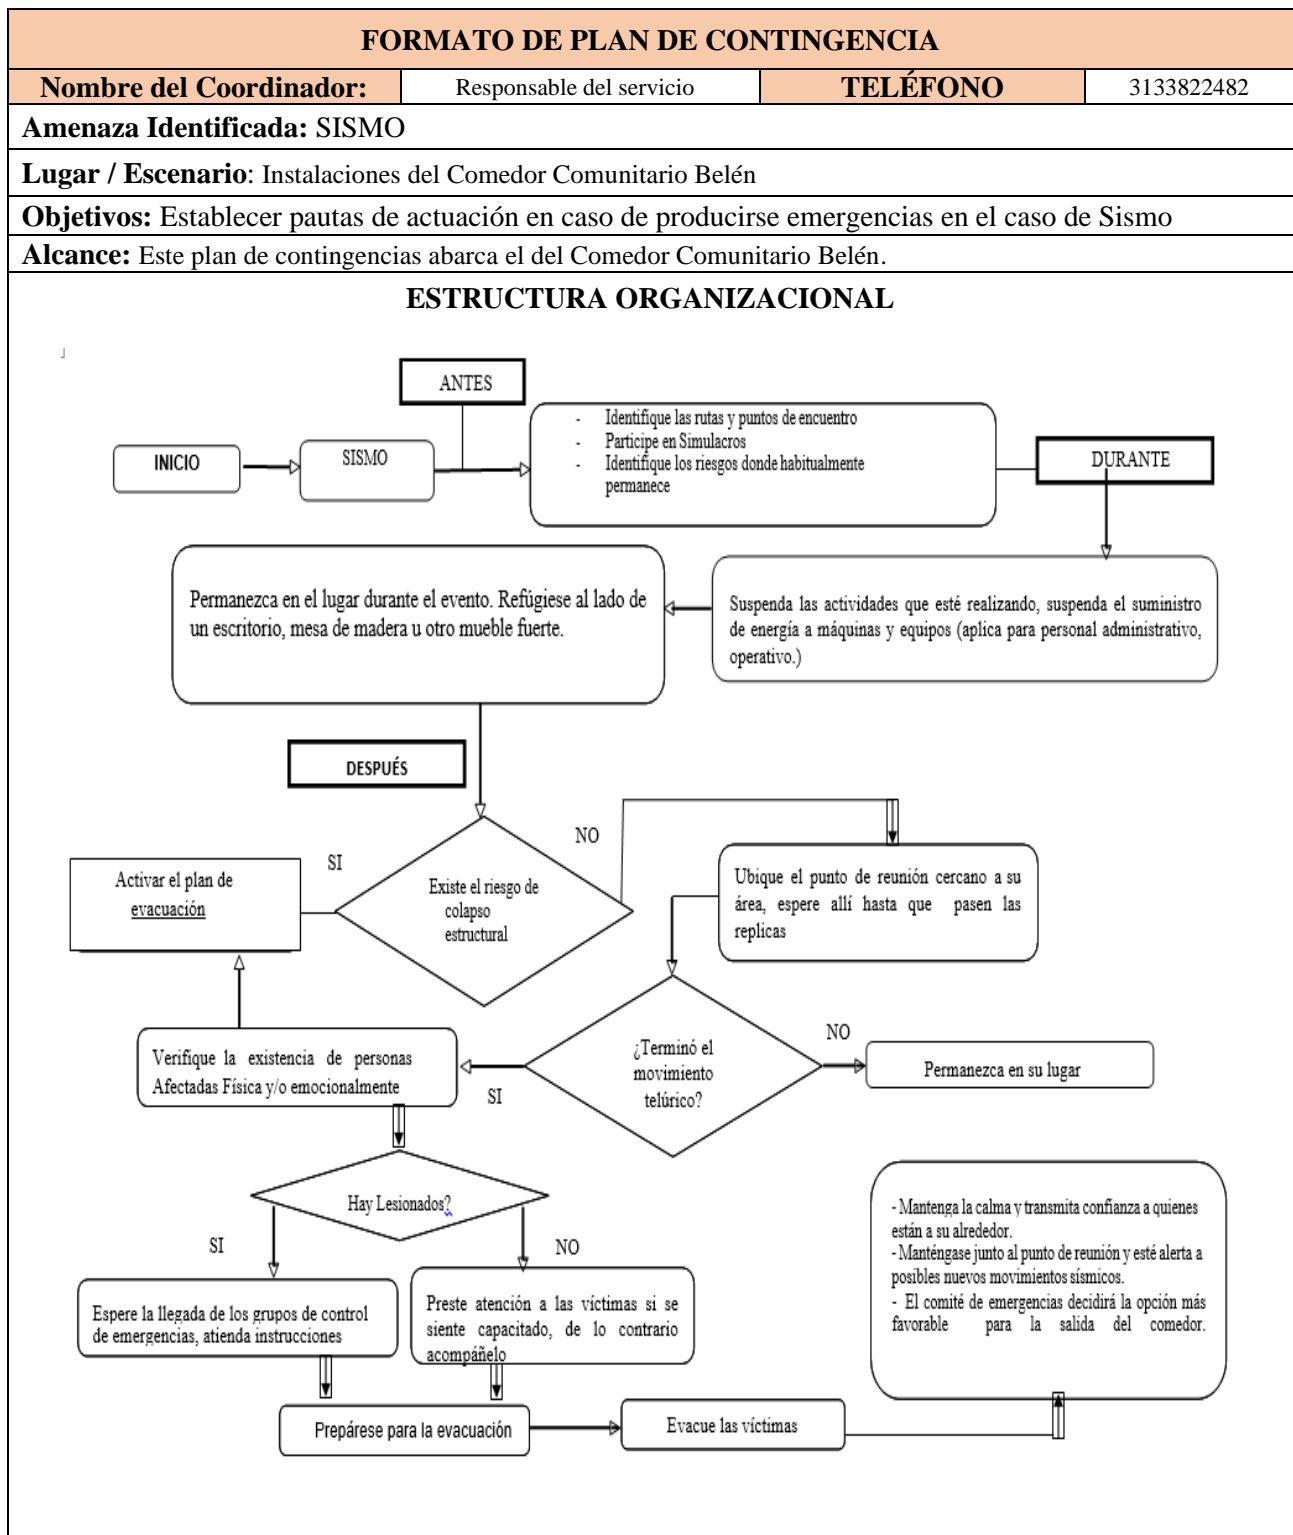 FORMATO DE PLAN DE CONTINGENCIA
Nombre del Coordinador: Responsable del servicio TELÉFONO 3133822482
Amenaza Identificada: SISMO
Lugar / Escenario: Instalaciones del Comedor Comunitario Belén
Objetivos: Establecer pautas de actuación en caso de producirse emergencias en el caso de Sismo
Alcance: Este plan de contingencias abarca el del Comedor Comunitario Belén.
ESTRUCTURA ORGANIZACIONAL
ANTES
INICIO
SISMO
- Identifique las rutas y puntos de encuentro
- Participe en Simulacros
- Identifique los riesgos donde habitualmente
permanece
DURANTE
Suspenda las actividades que esté realizando, suspenda el suministro
de energía a máquinas y equipos (aplica para personal administrativo,
operativo.)
Permanezca en el lugar durante el evento. Refúgiese al lado de
un escritorio, mesa de madera u otro mueble fuerte.
DESPUÉS
Existe el riesgo de
colapso
estructural
SI
Activar el plan de
evacuación
NO
Ubique el punto de reunión cercano a su
área, espere allí hasta que pasen las
replicas
¿Terminó el
movimiento
telúrico?
NO
Permanezca en su lugar
SI
Verifique la existencia de personas
Afectadas Física y/o emocionalmente
Hay Lesionados?
SI
NO
Espere la llegada de los grupos de control
de emergencias, atienda instrucciones
Preste atención a las víctimas si se
siente capacitado, de lo contrario
acompáñelo
Prepárese para la evacuación
Evacue las víctimas
- Mantenga la calma y transmita confianza a quienes
están a su alrededor.
- Manténgase junto al punto de reunión y esté alerta a
posibles nuevos movimientos sísmicos.
- El comité de emergencias decidirá la opción más
favorable para la salida del comedor.